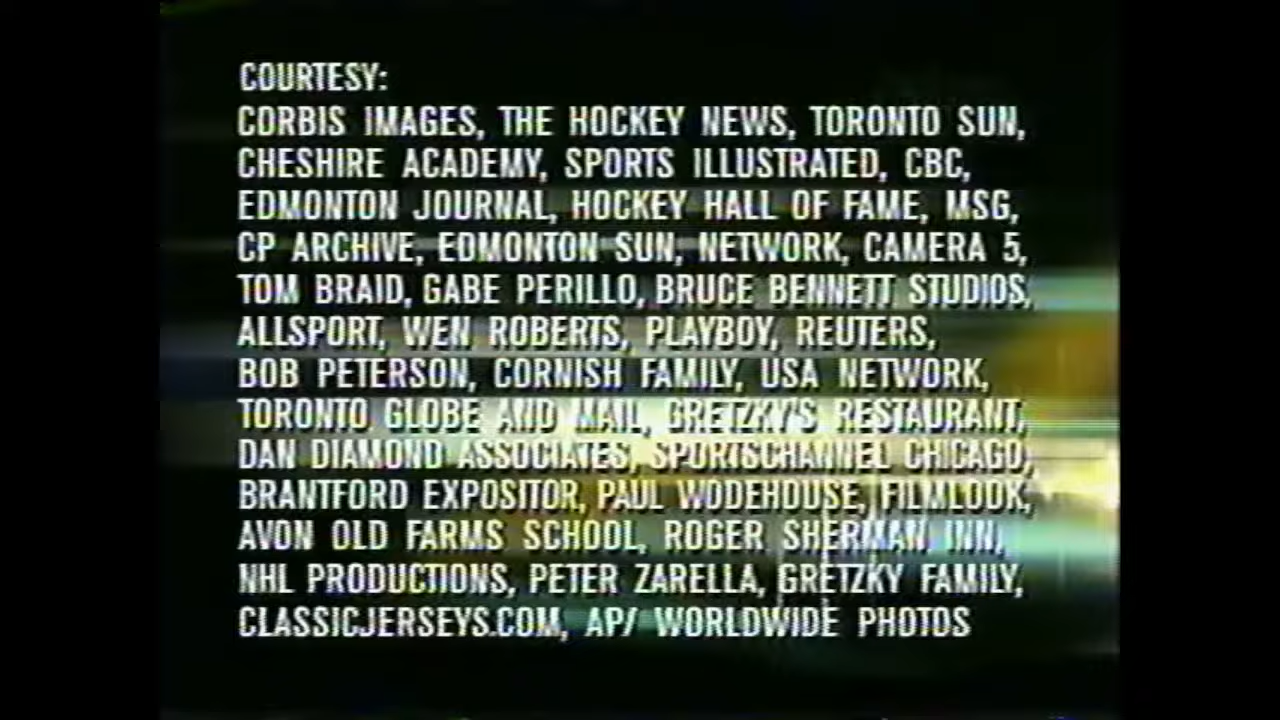 COURTESY:
CORBIS IMAGES, THE HOCKEY NEWS, TORONTO SUN,
CHESHIRE ACADEMY, SPORTS ILLUSTRATED, CBC,
EDMONTON JOURNAL, HOCKEY HALL OF FAME, MSG,
CP ARCHIVE, EDMONTON SUN, NETWORK, CAMERA 5,
TOM BRAID, GABE PERILLO, BRUCE BENNETT STUDIOS,
ALLSPORT, WEN ROBERTS, PLAYBOY, REUTERS,
BOB PETERSON, CORNISH FAMILY, USA NETWORK,
TORONTO GLOBE AND MAIL, GRETZKY'S RESTAURANT,
DAN DIAMOND ASSOCIATES, SPORTSCHANNEL CHICAGO,
BRANTFORD EXPOSITOR, PAUL WODEHOUSE, FILMLOOK,
AVON OLD FARMS SCHOOL, ROGER SHERMAN INN,
NHL PRODUCTIONS, PETER ZARELLA, GRETZKY FAMILY,
CLASSICJERSEYS.COM, AP/ WORLDWIDE PHOTOS